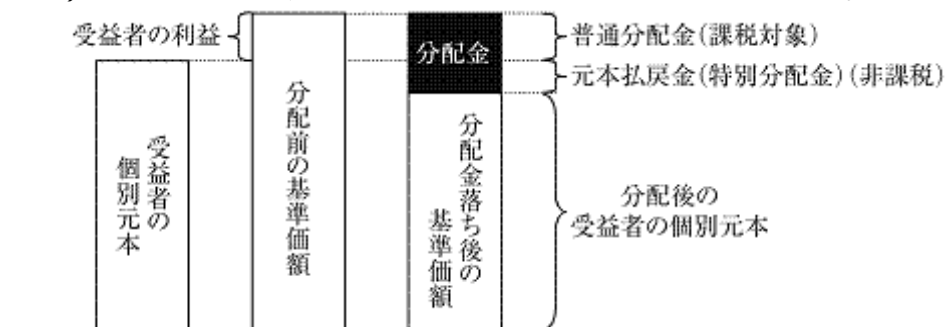 受益者の利益
分配金
普通分配金(課税対象)
元本払戻金(特別分配金)(非課税)
受益者の
個別元本
分配前の基準価額
分配金落ち後の
基準価額
分配後の
受益者の個別元本